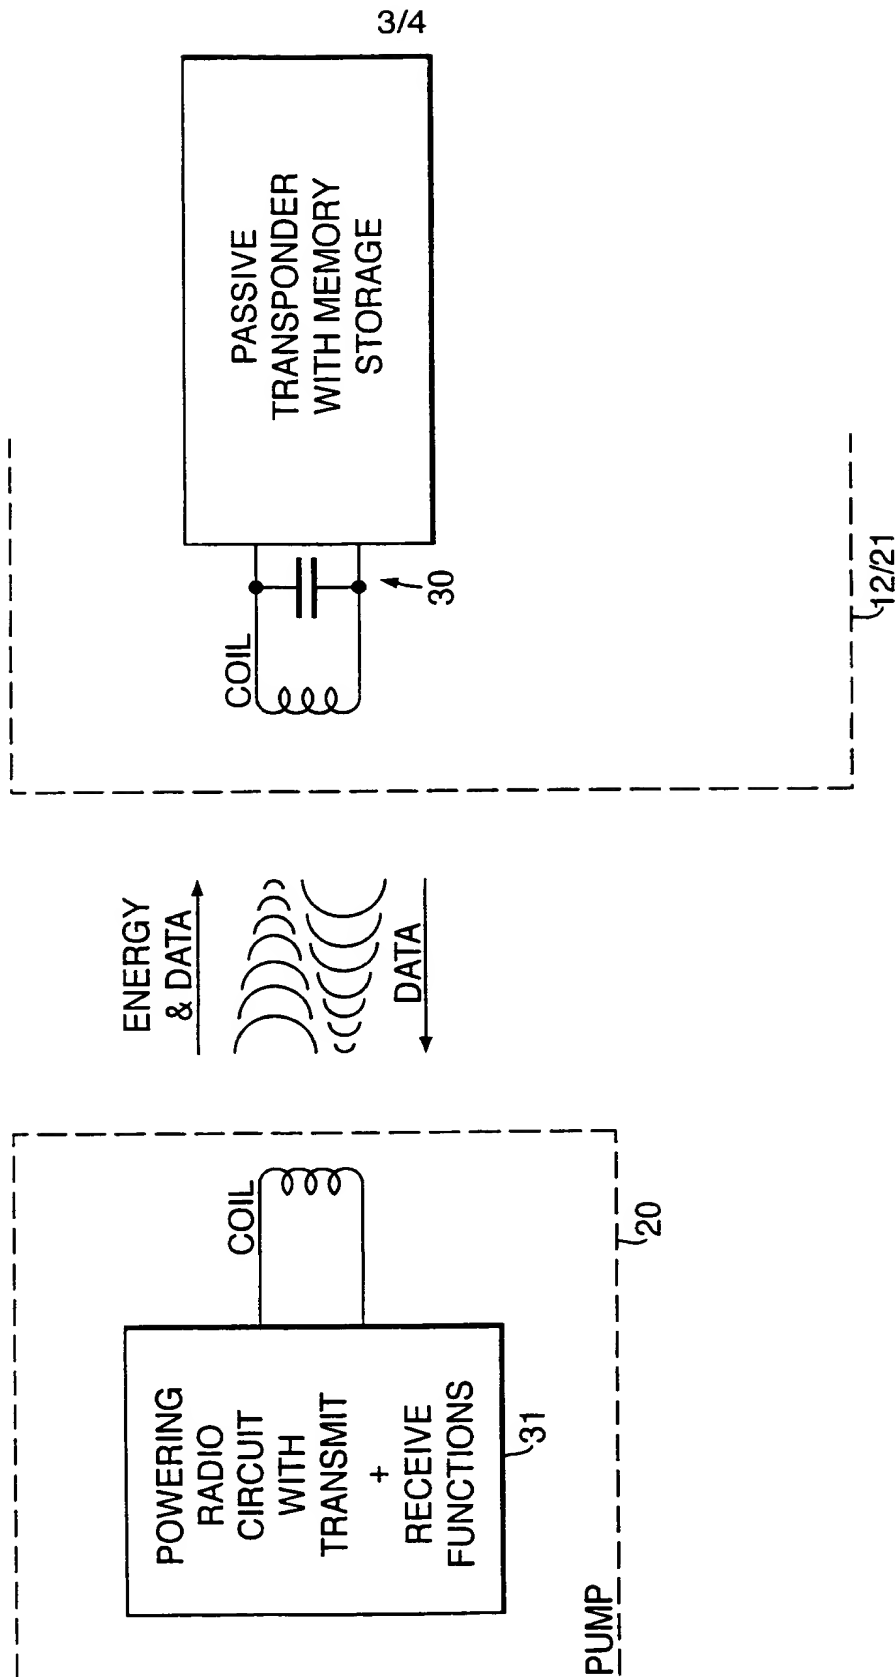 3/4
PASSIVE
TRANSPONDER
WITH MEMORY
STORAGE
COIL
30
12/21
ENERGY
& DATA
DATA
COIL
20
POWERING
RADIO
CIRCUIT
WITH
TRANSMIT
+
RECEIVE
FUNCTIONS
31
PUMP